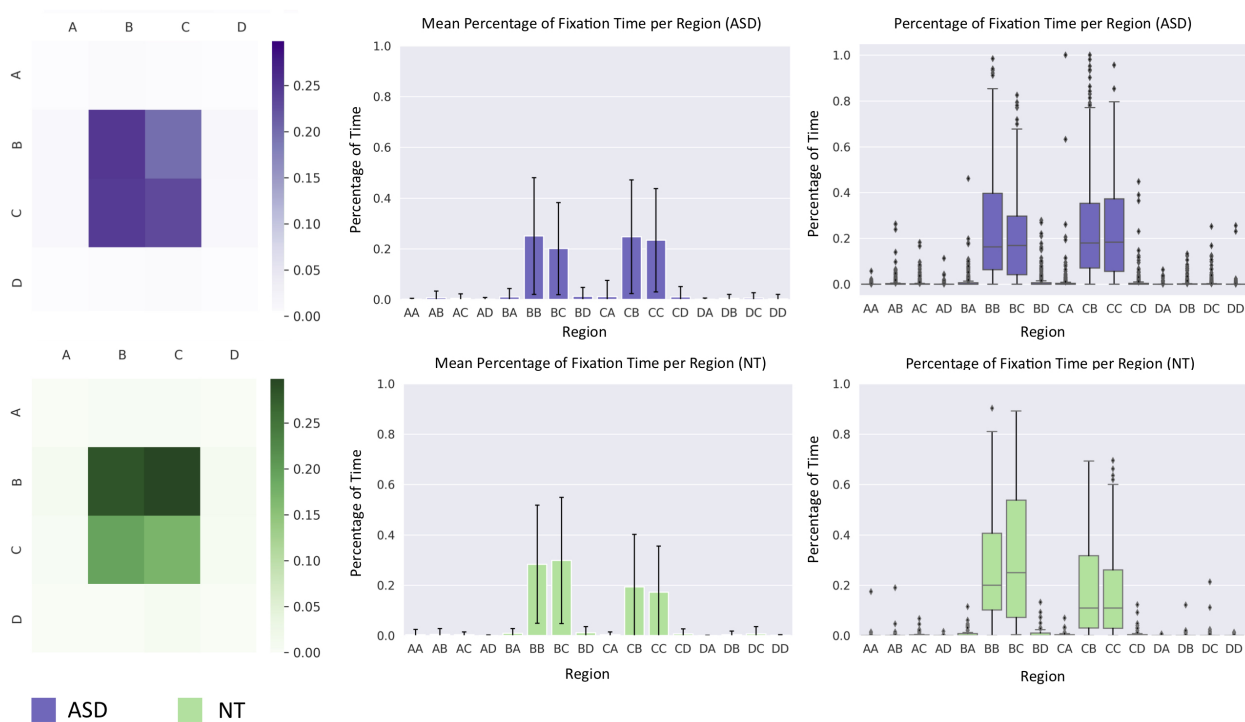 A B C D
A
B
C
D
0.25
0.20
0.15
0.10
0.05
0.00
Mean Percentage of Fixation Time per Region (ASD)
Percentage of Time
1.0
0.8
0.6
0.4
0.2
0.0
AA AB AC AD BA BB BC BD CA CB CC CD DA DB DC DD
Region
Percentage of Fixation Time per Region (ASD)
Percentage of Time
1.0
0.8
0.6
0.4
0.2
0.0
AA AB AC AD BA BB BC BD CA CB CC CD DA DB DC DD
Region
A B C D
A
B
C
D
0.25
0.20
0.15
0.10
0.05
0.00
Mean Percentage of Fixation Time per Region (NT)
Percentage of Time
1.0
0.8
0.6
0.4
0.2
0.0
AA AB AC AD BA BB BC BD CA CB CC CD DA DB DC DD
Region
Percentage of Fixation Time per Region (NT)
Percentage of Time
1.0
0.8
0.6
0.4
0.2
0.0
AA AB AC AD BA BB BC BD CA CB CC CD DA DB DC DD
Region
ASD NT